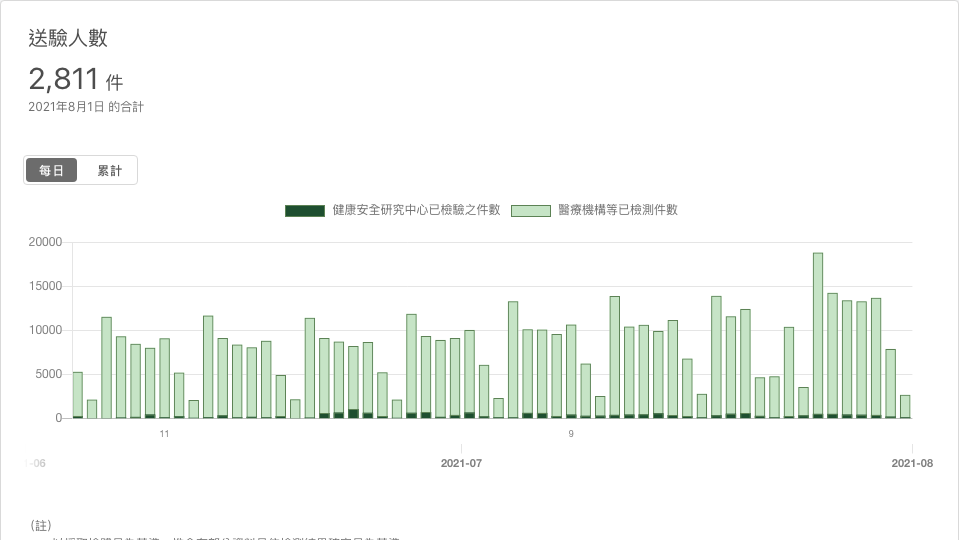 送驗人數
2,811 件
2021年8月1日 的合計
每日 累計
健康安全研究中心已檢驗之件數 醫療機構等已檢測件數
20000
15000
10000
5000
0
11 9
-06 2021-07 2021-08
(註)